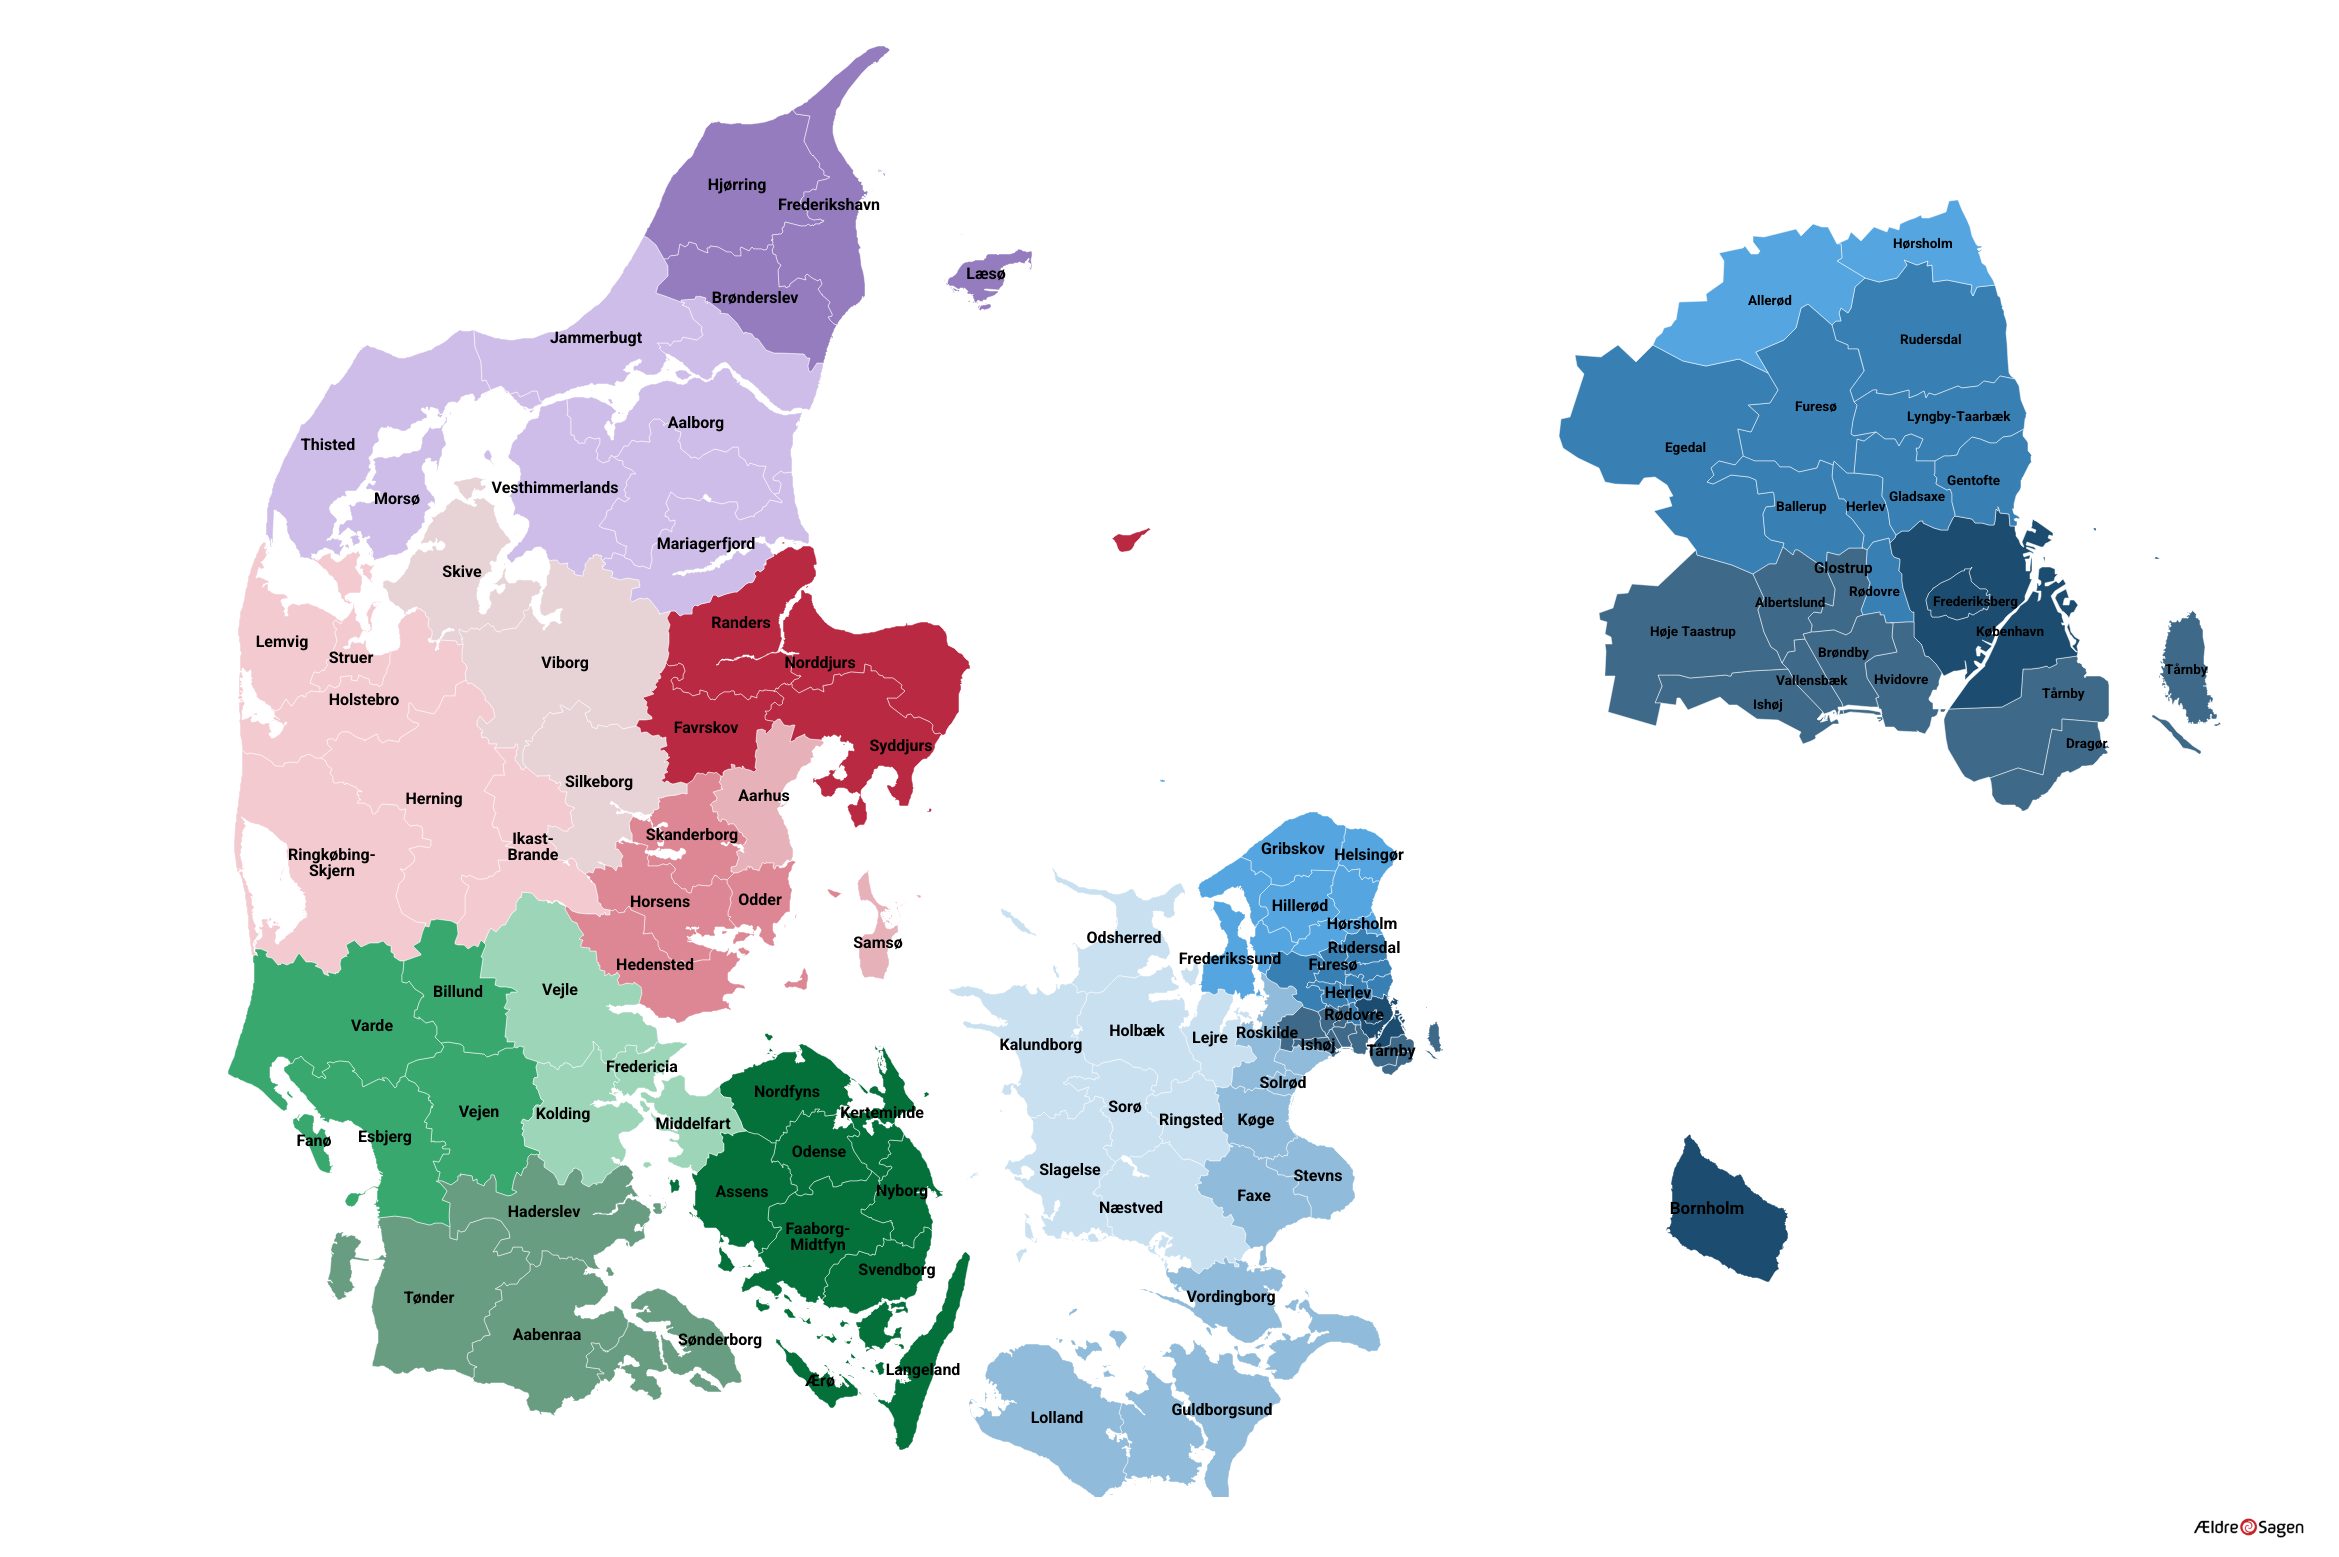 Hjørring
Frederikshavn
Læsø
Brønderslev
Jammerbugt
Aalborg
Thisted
Vesthimmerlands
Morsø
Mariagerfjord
Skive
Randers
Lemvig
Struer
Viborg
Norddjurs
Holstebro
Favrskov
Syddjurs
Silkeborg
Aarhus
Herning
Skanderborg
Ikast-
Brande
Ringkøbing-
Skjern
Horsens
Odder
Samsø
Hedensted
Billund
Vejle
Varde
Fredericia
Vejen
Kolding
Middelfart
Fanø
Esbjerg
Haderslev
Tønder
Aabenraa
Sønderborg
Nordfyns
Kerteminde
Odense
Assens
Nyborg
Faaborg-
Midtfyn
Svendborg
Langeland
Ærø
Gribskov
Helsingør
Hillerød
Hørsholm
Odsherred
Rudersdal
Frederikssund
Furesø
Herlev
Rødovre
Holbæk
Roskilde
Lejre
Kalundborg
Ishøj
Tårnby
Solrød
Sorø
Ringsted
Køge
Slagelse
Stevns
Faxe
Næstved
Vordingborg
Guldborgsund
Lolland
Hørsholm
Allerød
Rudersdal
Furesø
Lyngby-Taarbæk
Egedal
Gentofte
Gladsaxe
Ballerup
Herlev
Glostrup
Rødovre
Albertslund
Frederiksberg
Høje Taastrup
København
Brøndby
Vallensbæk
Hvidovre
Ishøj
Tårnby
Tårnby
Dragør
Bornholm
Ældre Sagen